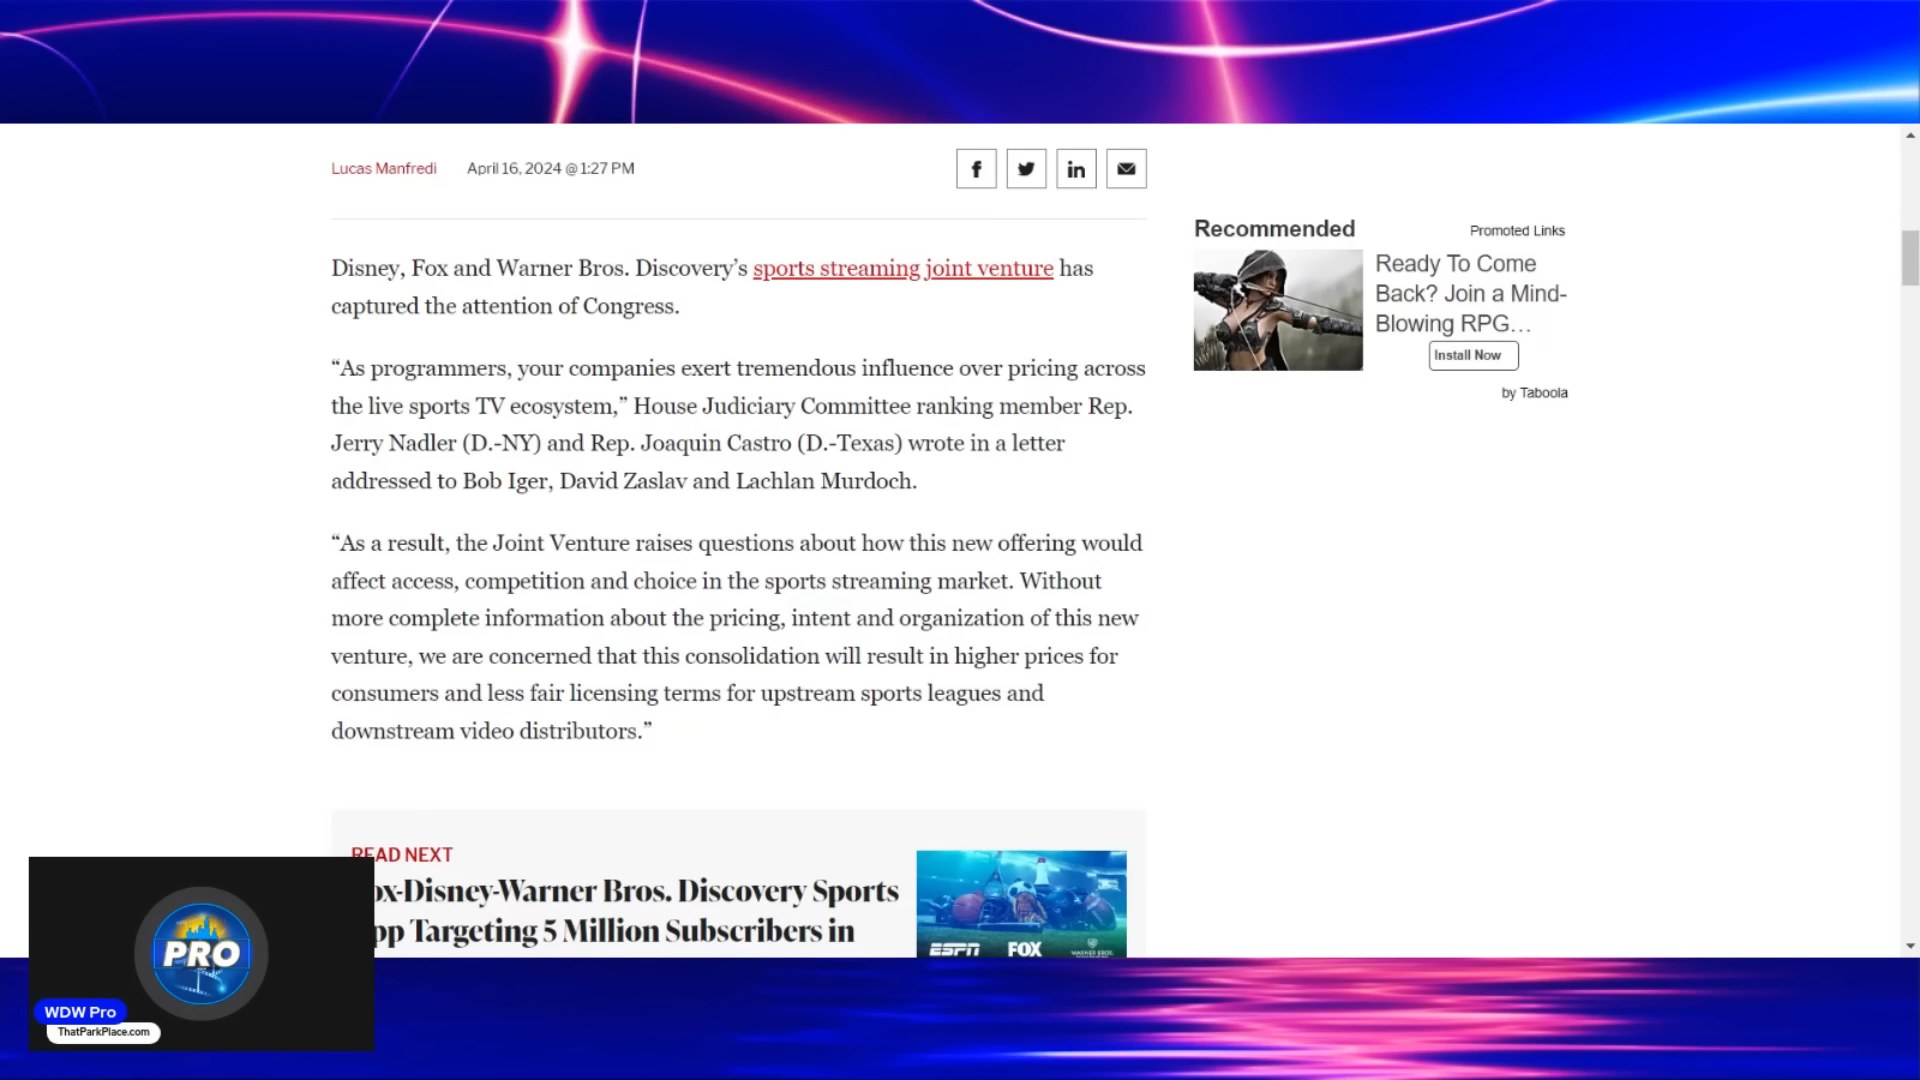 Lucas Manfredi April 16, 2024 @ 1:27 PM
Disney, Fox and Warner Bros. Discovery’s sports streaming joint venture has
captured the attention of Congress.
“As programmers, your companies exert tremendous influence over pricing across
the live sports TV ecosystem,” House Judiciary Committee ranking member Rep.
Jerry Nadler (D.-NY) and Rep. Joaquin Castro (D.-Texas) wrote in a letter
addressed to Bob Iger, David Zaslav and Lachlan Murdoch.
“As a result, the Joint Venture raises questions about how this new offering would
affect access, competition and choice in the sports streaming market. Without
more complete information about the pricing, intent and organization of this new
venture, we are concerned that this consolidation will result in higher prices for
consumers and less fair licensing terms for upstream sports leagues and
downstream video distributors.”
Recommended
Promoted Links
Ready To Come
Back? Join a Mind-
Blowing RPG...
Install Now
by Taboola
READ NEXT
ox-Disney-Warner Bros. Discovery Sports
pp Targeting 5 Million Subscribers in
ESPN FOX WARNER BROS.
PRO
WDW Pro
ThatParkPlace.com